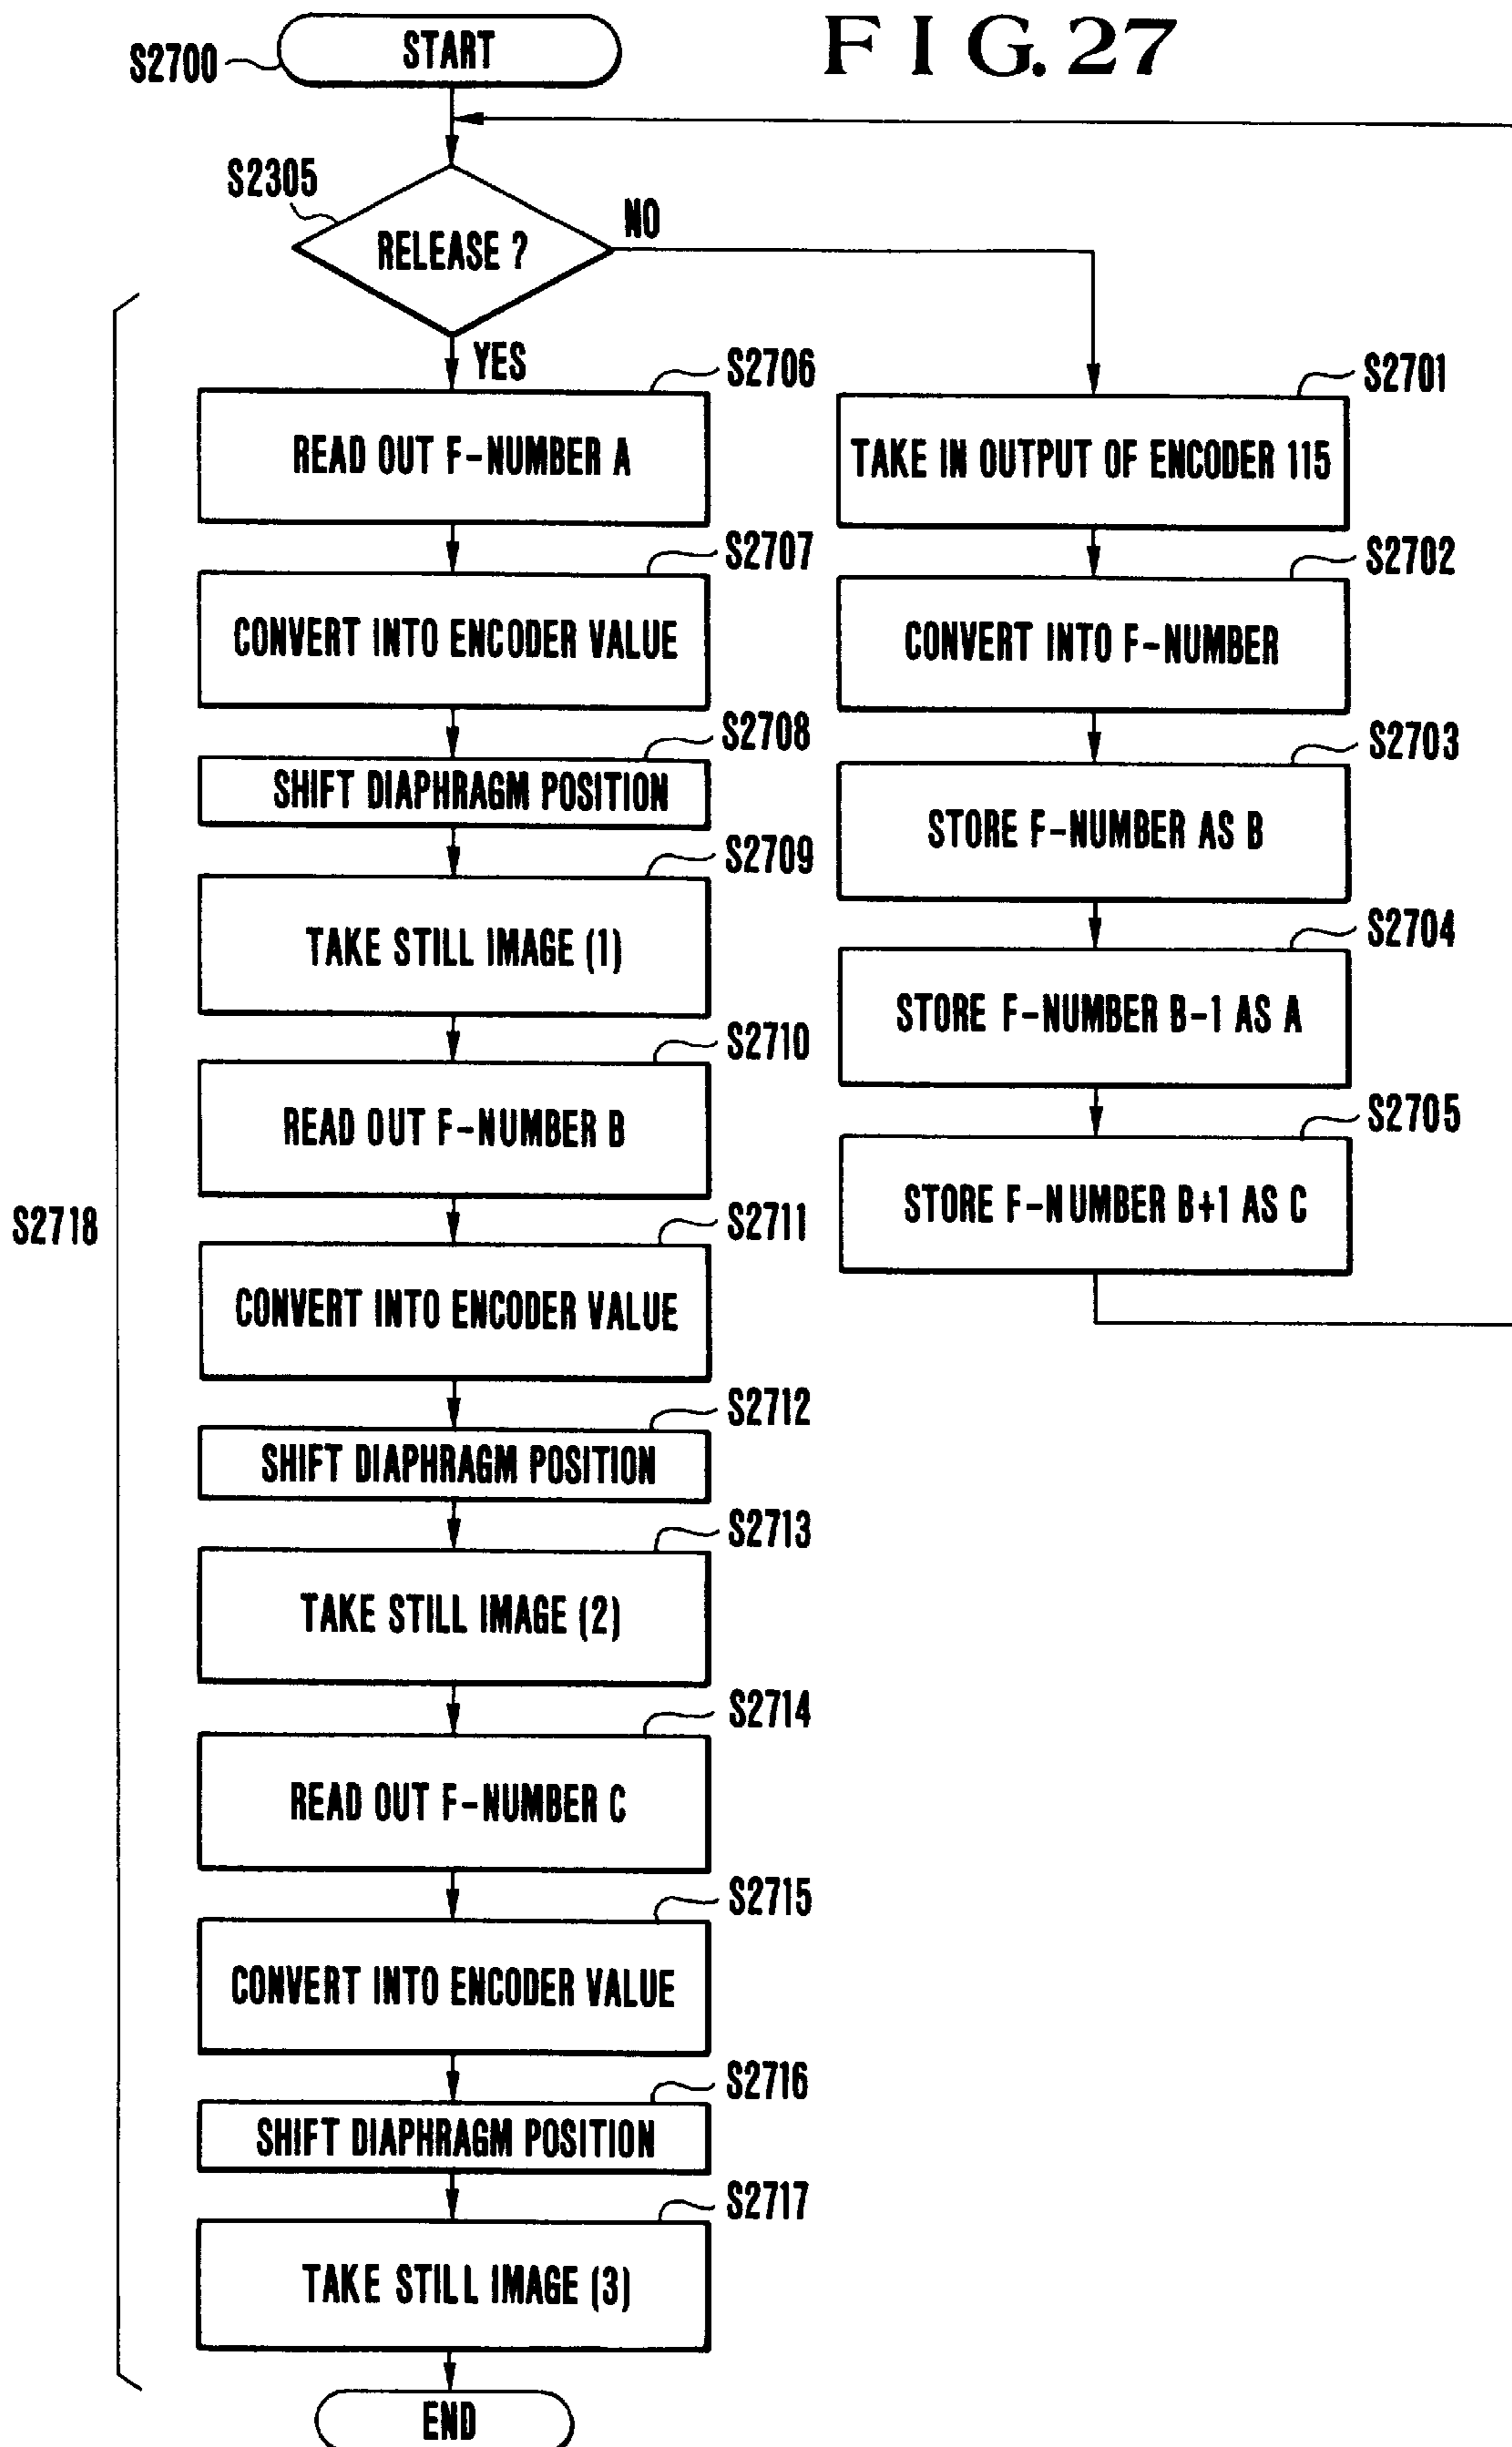 FIG. 27
S2700
START
S2305
RELEASE ?
NO
YES
S2706
READ OUT F-NUMBER A
S2707
CONVERT INTO ENCODER VALUE
S2708
SHIFT DIAPHRAGM POSITION
S2709
TAKE STILL IMAGE (1)
S2710
READ OUT F-NUMBER B
S2711
CONVERT INTO ENCODER VALUE
S2712
SHIFT DIAPHRAGM POSITION
S2713
TAKE STILL IMAGE (2)
S2714
READ OUT F-NUMBER C
S2715
CONVERT INTO ENCODER VALUE
S2716
SHIFT DIAPHRAGM POSITION
S2717
TAKE STILL IMAGE (3)
END
S2718
S2701
TAKE IN OUTPUT OF ENCODER 115
S2702
CONVERT INTO F-NUMBER
S2703
STORE F-NUMBER AS B
S2704
STORE F-NUMBER B-1 AS A
S2705
STORE F-NUMBER B+1 AS C